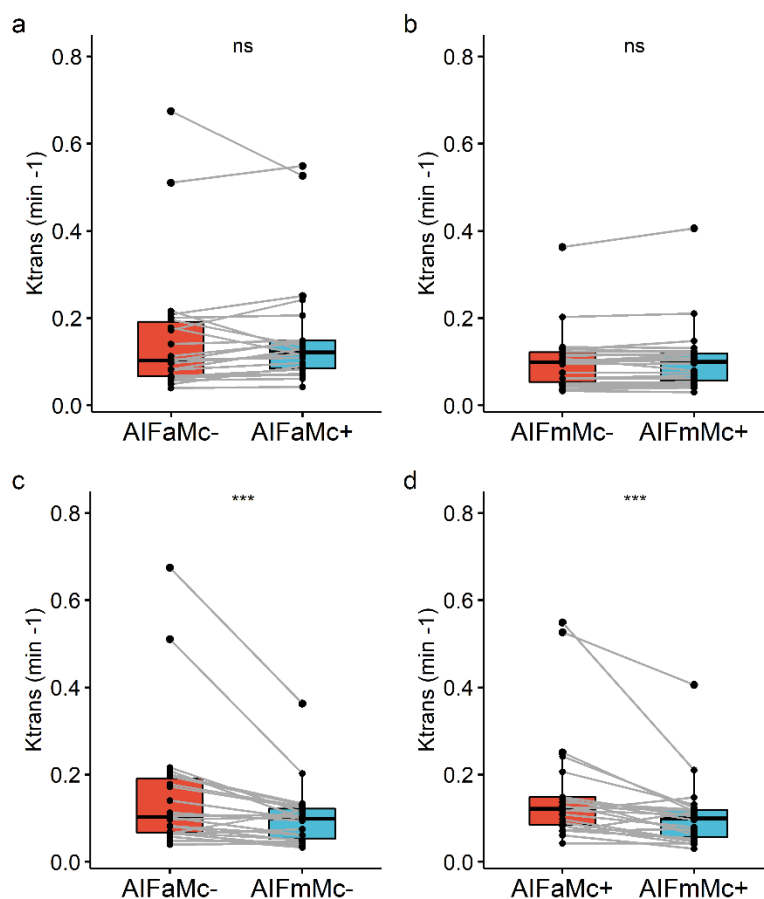 a
ns
0.8
0.6
0.4
0.2
0.0
Ktrans (min -1)
AIFaMc- AIFaMc+
b
ns
0.8
0.6
0.4
0.2
0.0
Ktrans (min -1)
AIFmMc- AIFmMc+
c
***
0.8
0.6
0.4
0.2
0.0
Ktrans (min -1)
AIFaMc- AIFmMc-
d
***
0.8
0.6
0.4
0.2
0.0
Ktrans (min -1)
AIFaMc+ AIFmMc+